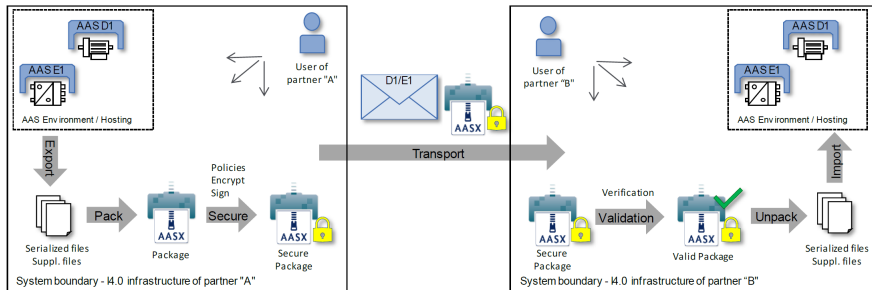 AAS D1
AAS E1
AAS Environment / Hosting
User of
partner "A"
Export
Serialized files
Suppl. files
Pack
AASX
Package
Policies
Encrypt
Sign
Secure
AASX
Secure
Package
System boundary - I4.0 infrastructure of partner "A"
D1/E1
AASX
Transport
User of
partner “B”
AAS D1
AAS E1
AAS Environment / Hosting
AASX
Secure
Package
Verification
Validation
AASX
Valid Package
Unpack
Import
Serialized files
Suppl. files
System boundary - I4.0 infrastructure of partner “B”